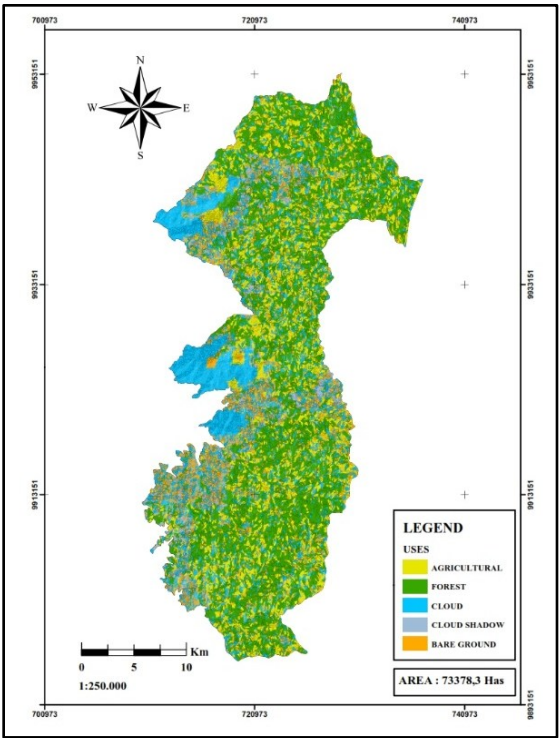 700973 720973 740973
9953151 9953151
N
W E
S
9933151 9933151
9913151 9913151
LEGEND
USES
AGRICULTURAL
FOREST
CLOUD
CLOUD SHADOW
BARE GROUND
Km
0 5 10
1:250.000
AREA : 73378,3 Has
9893151
700973 720973 740973